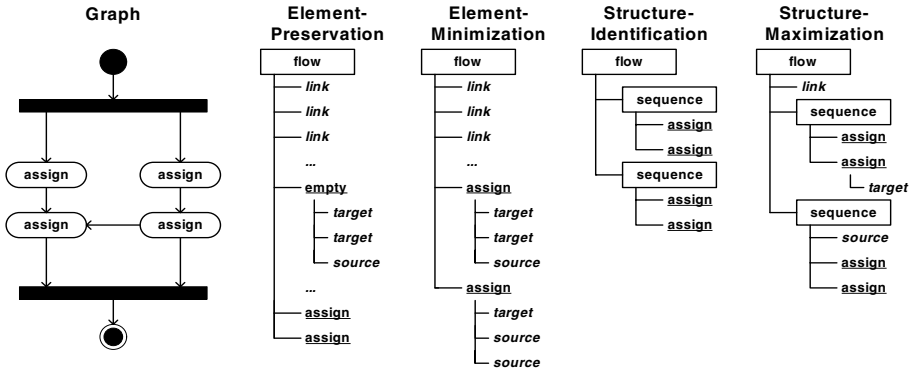 Graph
assign
assign
assign
assign
Element-
Preservation
flow
link
link
link
...
empty
target
target
source
...
assign
assign
Element-
Minimization
flow
link
link
link
...
assign
target
target
source
assign
target
source
source
Structure-
Identification
flow
sequence
assign
assign
sequence
assign
assign
Structure-
Maximization
flow
link
sequence
assign
assign
target
sequence
source
assign
assign